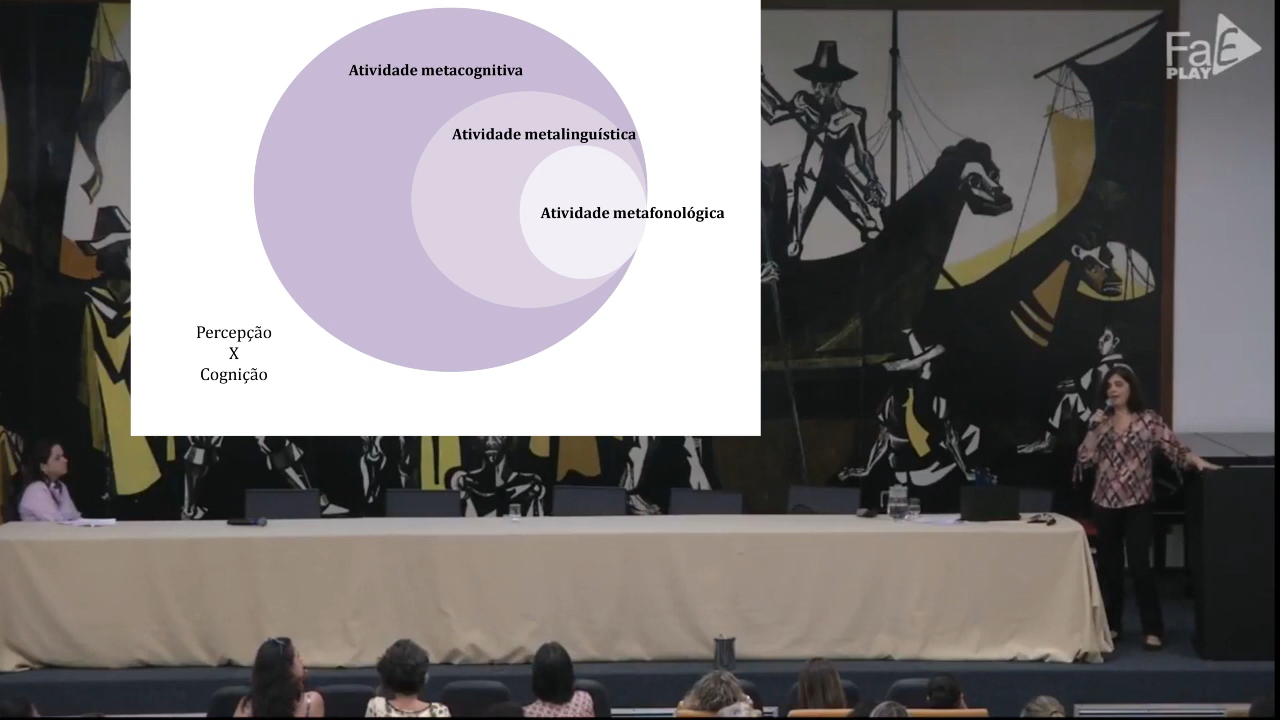 Atividade metacognitiva
Atividade metalinguística
Atividade metafonológica
Percepção
X
Cognição
FaE
PLAY